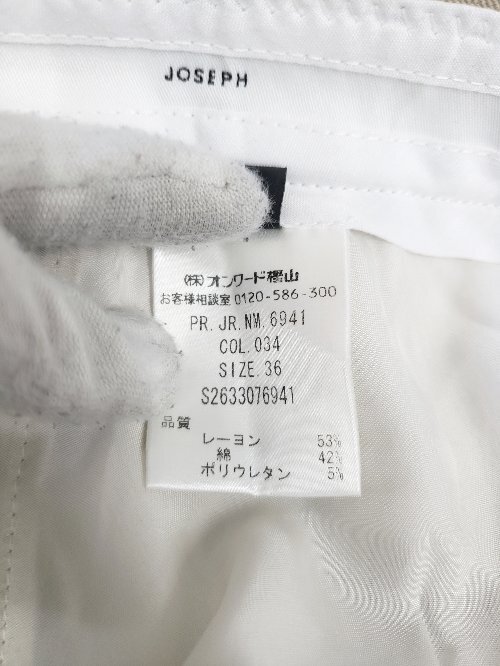 JOSEPH
(株)オンワード樫山
お客様相談室 0120-586-300
PR.JR.NM.6941
COL.034
SIZE.36
S2633076941
品質
レーヨン 53%
綿 42%
ポリウレタン 5%